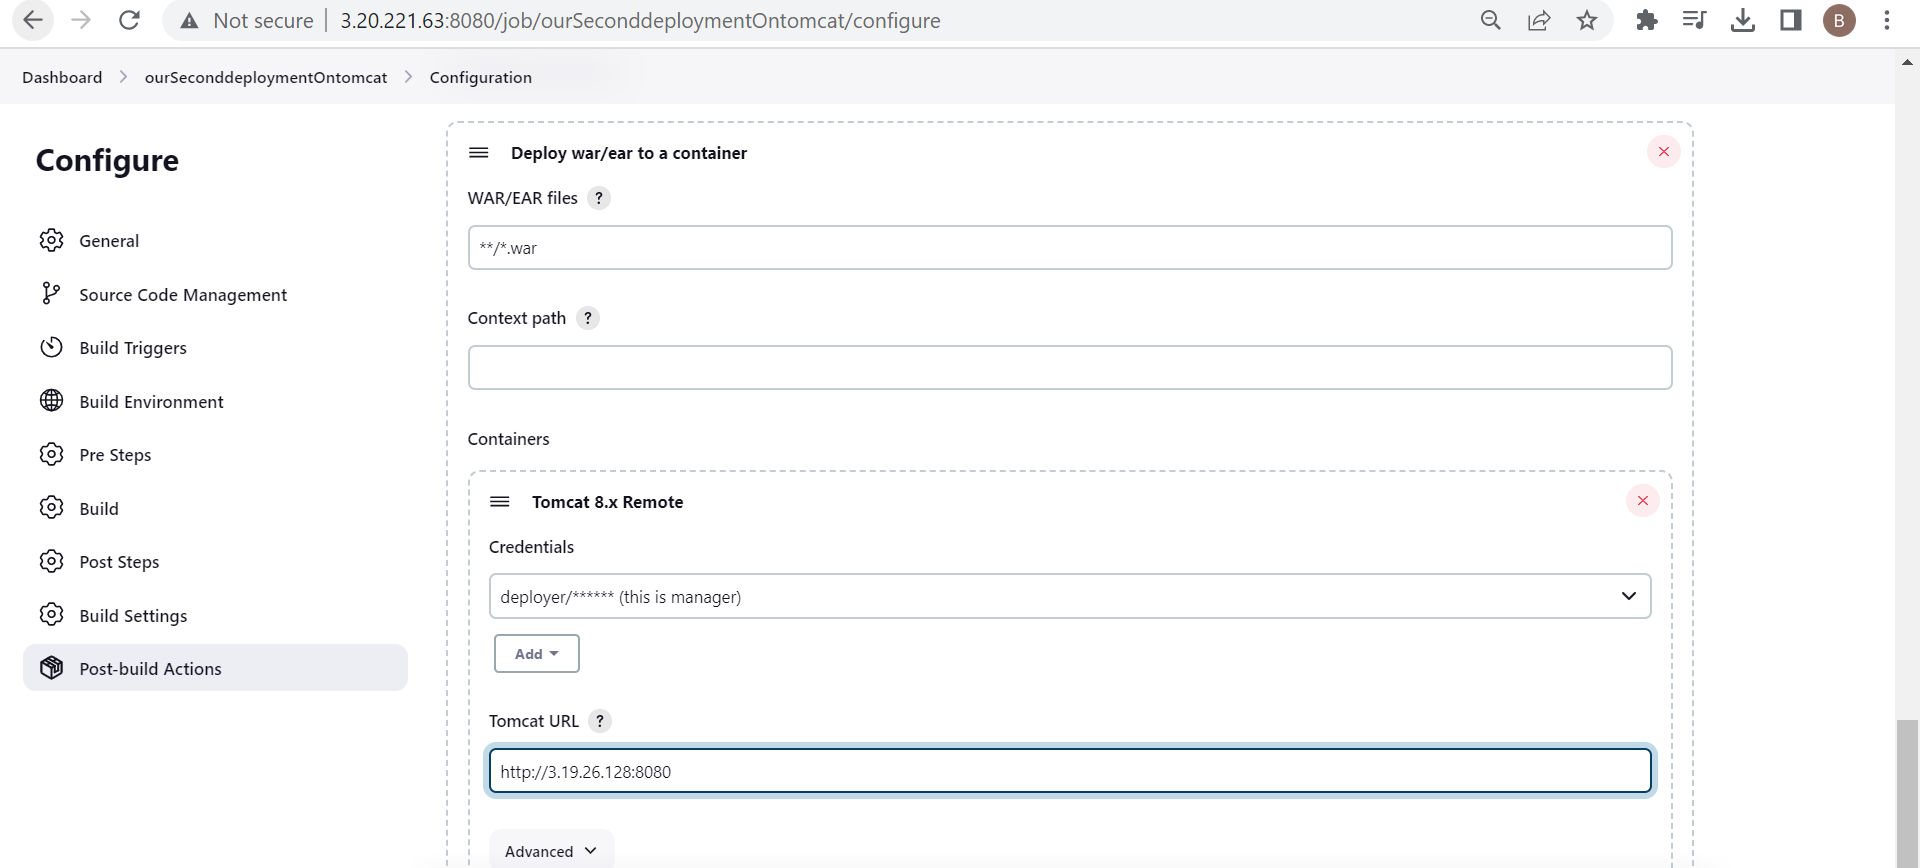 Not secure | 3.20.221.63:8080/job/ourSeconddeploymentOntomcat/configure
B
Dashboard > ourSeconddeploymentOntomcat > Configuration
Configure
General
Source Code Management
Build Triggers
Build Environment
Pre Steps
Build
Post Steps
Build Settings
Post-build Actions
Deploy war/ear to a container
WAR/EAR files ?
**/*.war
Context path ?
Containers
Tomcat 8.x Remote
Credentials
deployer/****** (this is manager)
Add
Tomcat URL ?
http://3.19.26.128:8080
Advanced